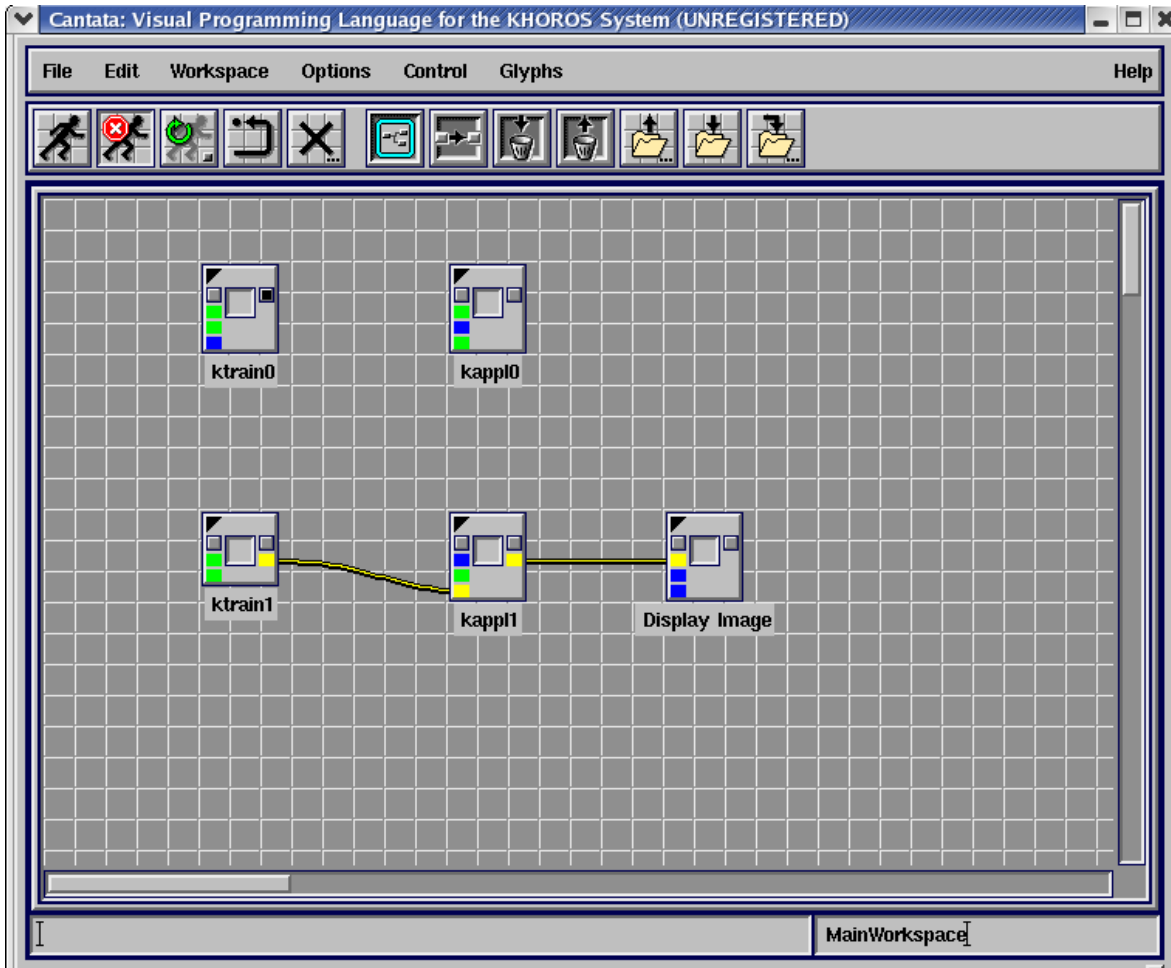 Cantata: Visual Programming Language for the KHOROS System (UNREGISTERED)
File Edit Workspace Options Control Glyphs Help
ktrain0 kappl0
ktrain1 kappl1 Display Image
MainWorkspace